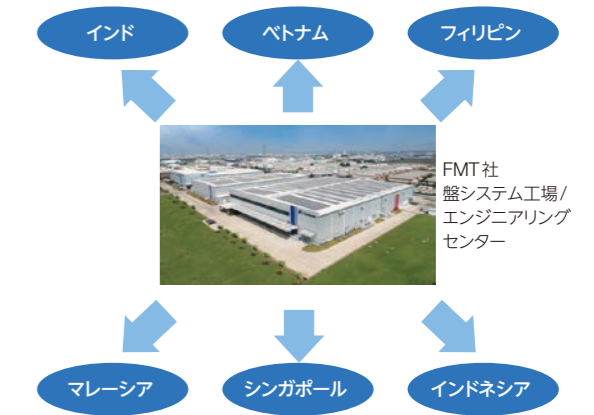 インド
ベトナム
フィリピン
FMT社
盤システム工場/
エンジニアリング
センター
マレーシア
シンガポール
インドネシア